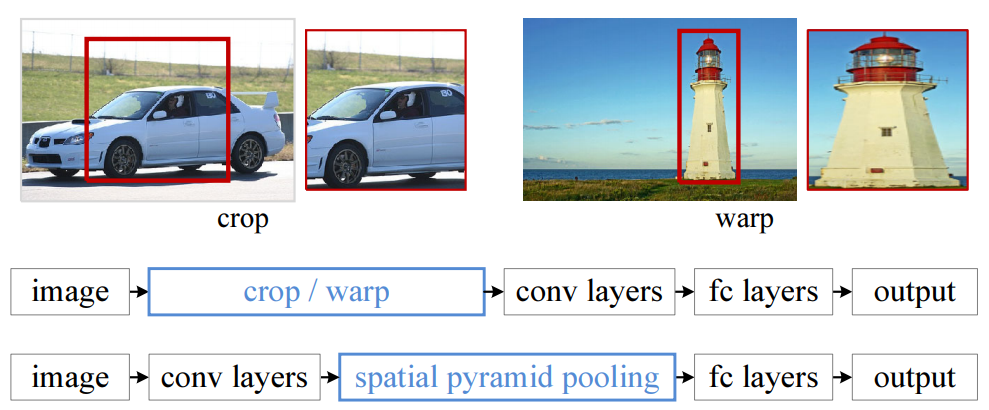 crop
warp
image
crop / warp
conv layers
fc layers
output
image
conv layers
spatial pyramid pooling
fc layers
output